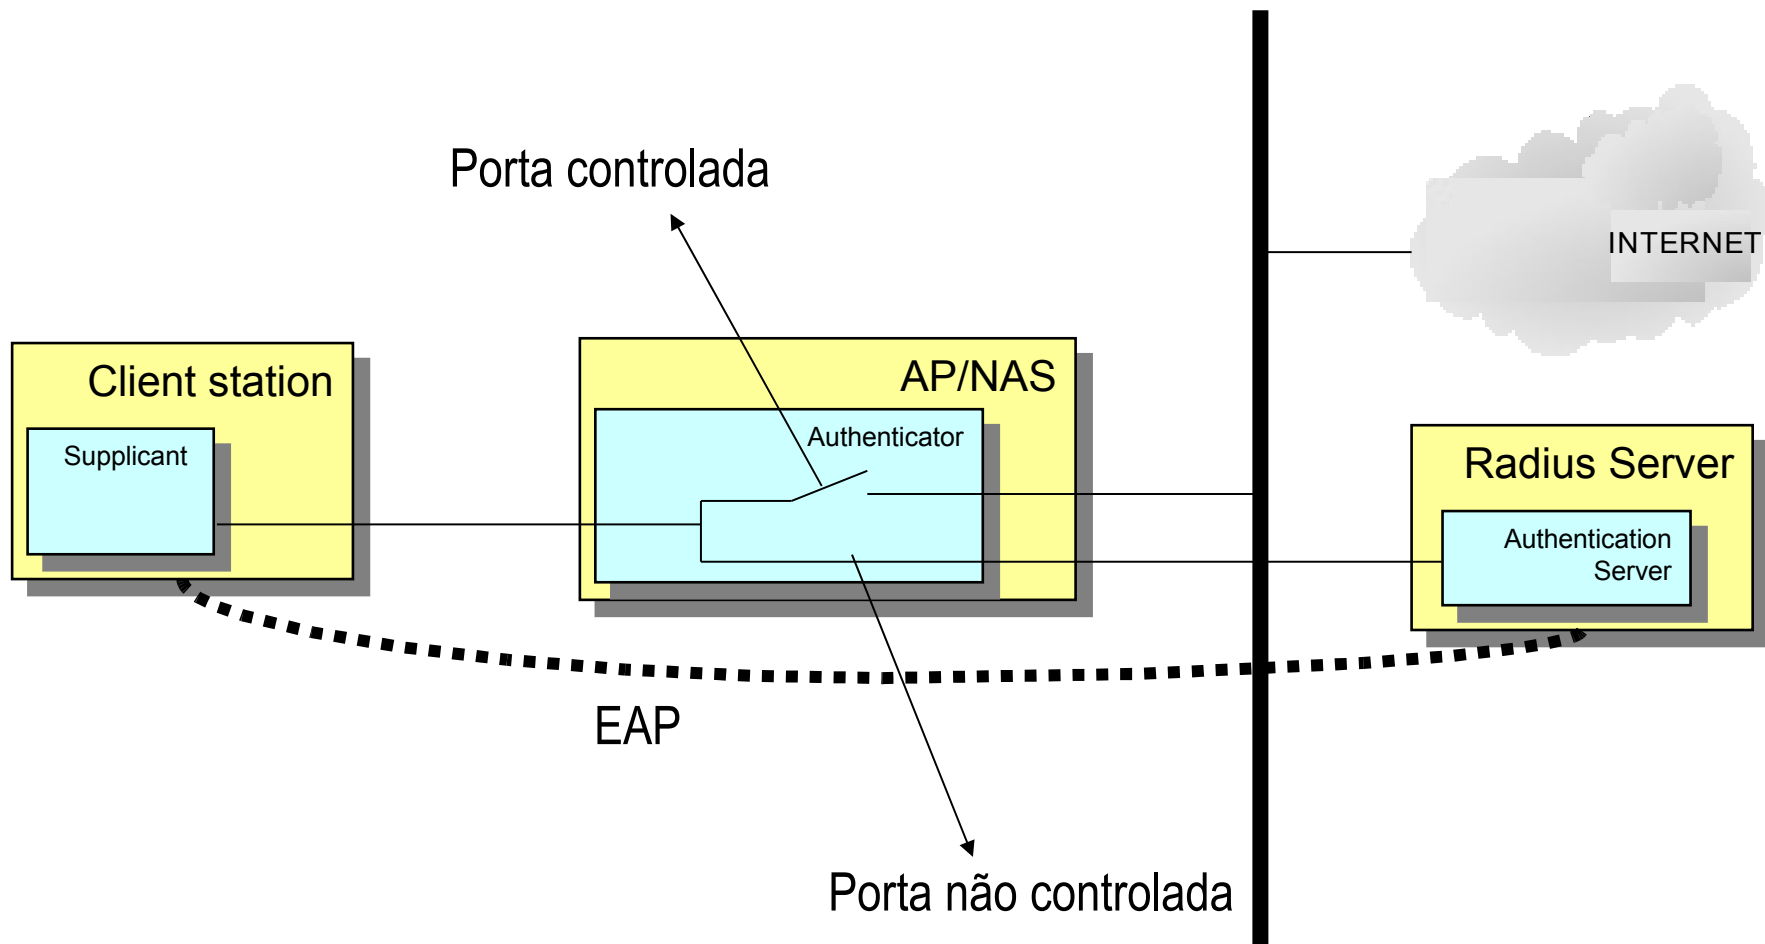 Porta controlada
INTERNET
Client station
Supplicant
AP/NAS
Authenticator
Radius Server
Authentication
Server
EAP
Porta não controlada